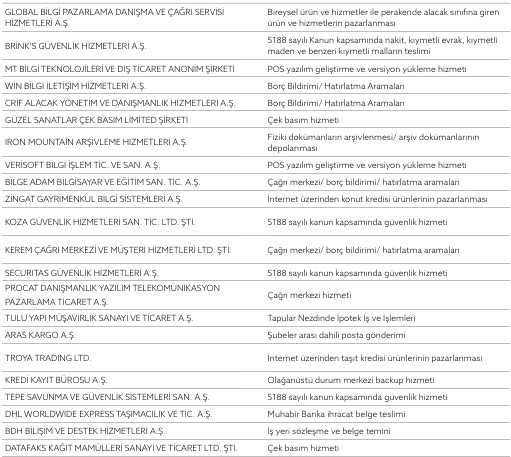 GLOBAL BİLGİ PAZARLAMA DANIŞMA VE ÇAĞRI SERVİSİ
HİZMETLERİ A.Ş.
Bireysel ürün ve hizmetler ile perakende alacak sınıfına giren
ürün ve hizmetlerin pazarlanması
BRİNK'S GÜVENLİK HİZMETLERİ A.Ş.
5188 sayılı Kanun kapsamında nakit, kıymetli evrak, kıymetli
maden ve benzeri kıymetli malların teslimi
MT BİLGİ TEKNOLOJİLERİ VE DIŞ TİCARET ANONİM ŞİRKETİ
POS yazılım geliştirme ve versiyon yükleme hizmeti
WİN BİLGİ İLETİŞİM HİZMETLERİ A.Ş.
Borç Bildirimi/ Hatırlatma Aramaları
CRİF ALACAK YÖNETİM VE DANIŞMANLIK HİZMETLERİ A.Ş.
Borç Bildirimi/ Hatırlatma Aramaları
GÜZEL SANATLAR ÇEK BASIM LİMİTED ŞİRKETİ
Çek basım hizmeti
IRON MOUNTAIN ARŞİVLEME HİZMETLERİ A.Ş.
Fiziki dokümanların arşivlenmesi/ arşiv dokümanlarının
depolanması
VERİSOFT BİLGİ İŞLEM TİC. VE SAN. A.Ş.
POS yazılım geliştirme ve versiyon yükleme hizmeti
BİLGE ADAM BİLGİSAYAR VE EĞİTİM SAN. TİC. A.Ş.
Çağrı merkezi/ borç bildirimi/ hatırlatma aramaları
ZINGAT GAYRİMENKUL BİLGİ SİSTEMLERİ A.Ş.
İnternet üzerinden konut kredisi ürünlerinin pazarlanması
KOZA GÜVENLİK HİZMETLERİ SAN. TİC. LTD. ŞTİ.
5188 sayılı kanun kapsamında güvenlik hizmeti
KEREM ÇAĞRI MERKEZİ VE MÜŞTERİ HİZMETLERİ LTD. ŞTİ.
Çağrı merkezi/ borç bildirimi/ hatırlatma aramaları
SECURITAS GÜVENLİK HİZMETLERİ A.Ş.
5188 sayılı kanun kapsamında güvenlik hizmeti
PROCAT DANIŞMANLIK YAZILIM TELEKOMÜNİKASYON
PAZARLAMA TİCARET A.Ş.
Çağrı merkezi hizmeti
TULU YAPI MÜŞAVİRLİK SANAYİ VE TİCARET A.Ş.
Tapular Nezdinde İpotek İş ve İşlemleri
ARAS KARGO A.Ş.
Şubeler arası dahili posta gönderimi
TROYA TRADING LTD.
İnternet üzerinden taşıt kredisi ürünlerinin pazarlanması
KREDİ KAYIT BÜROSU A.Ş.
Olağanüstü durum merkezi backup hizmeti
TEPE SAVUNMA VE GÜVENLİK SİSTEMLERİ SAN. A.Ş.
5188 sayılı kanun kapsamında güvenlik hizmeti
DHL WORLDWİDE EXPRESS TAŞIMACILIK VE TİC. A.Ş.
Muhabir Banka ihracat belge teslimi
BDH BİLİŞİM VE DESTEK HİZMETLERİ A.Ş.
İş yeri sözleşme ve belge temini
DATAFAKS KAĞIT MAMÜLLERİ SANAYİ VE TİCARET LTD. ŞTİ.
Çek basım hizmeti